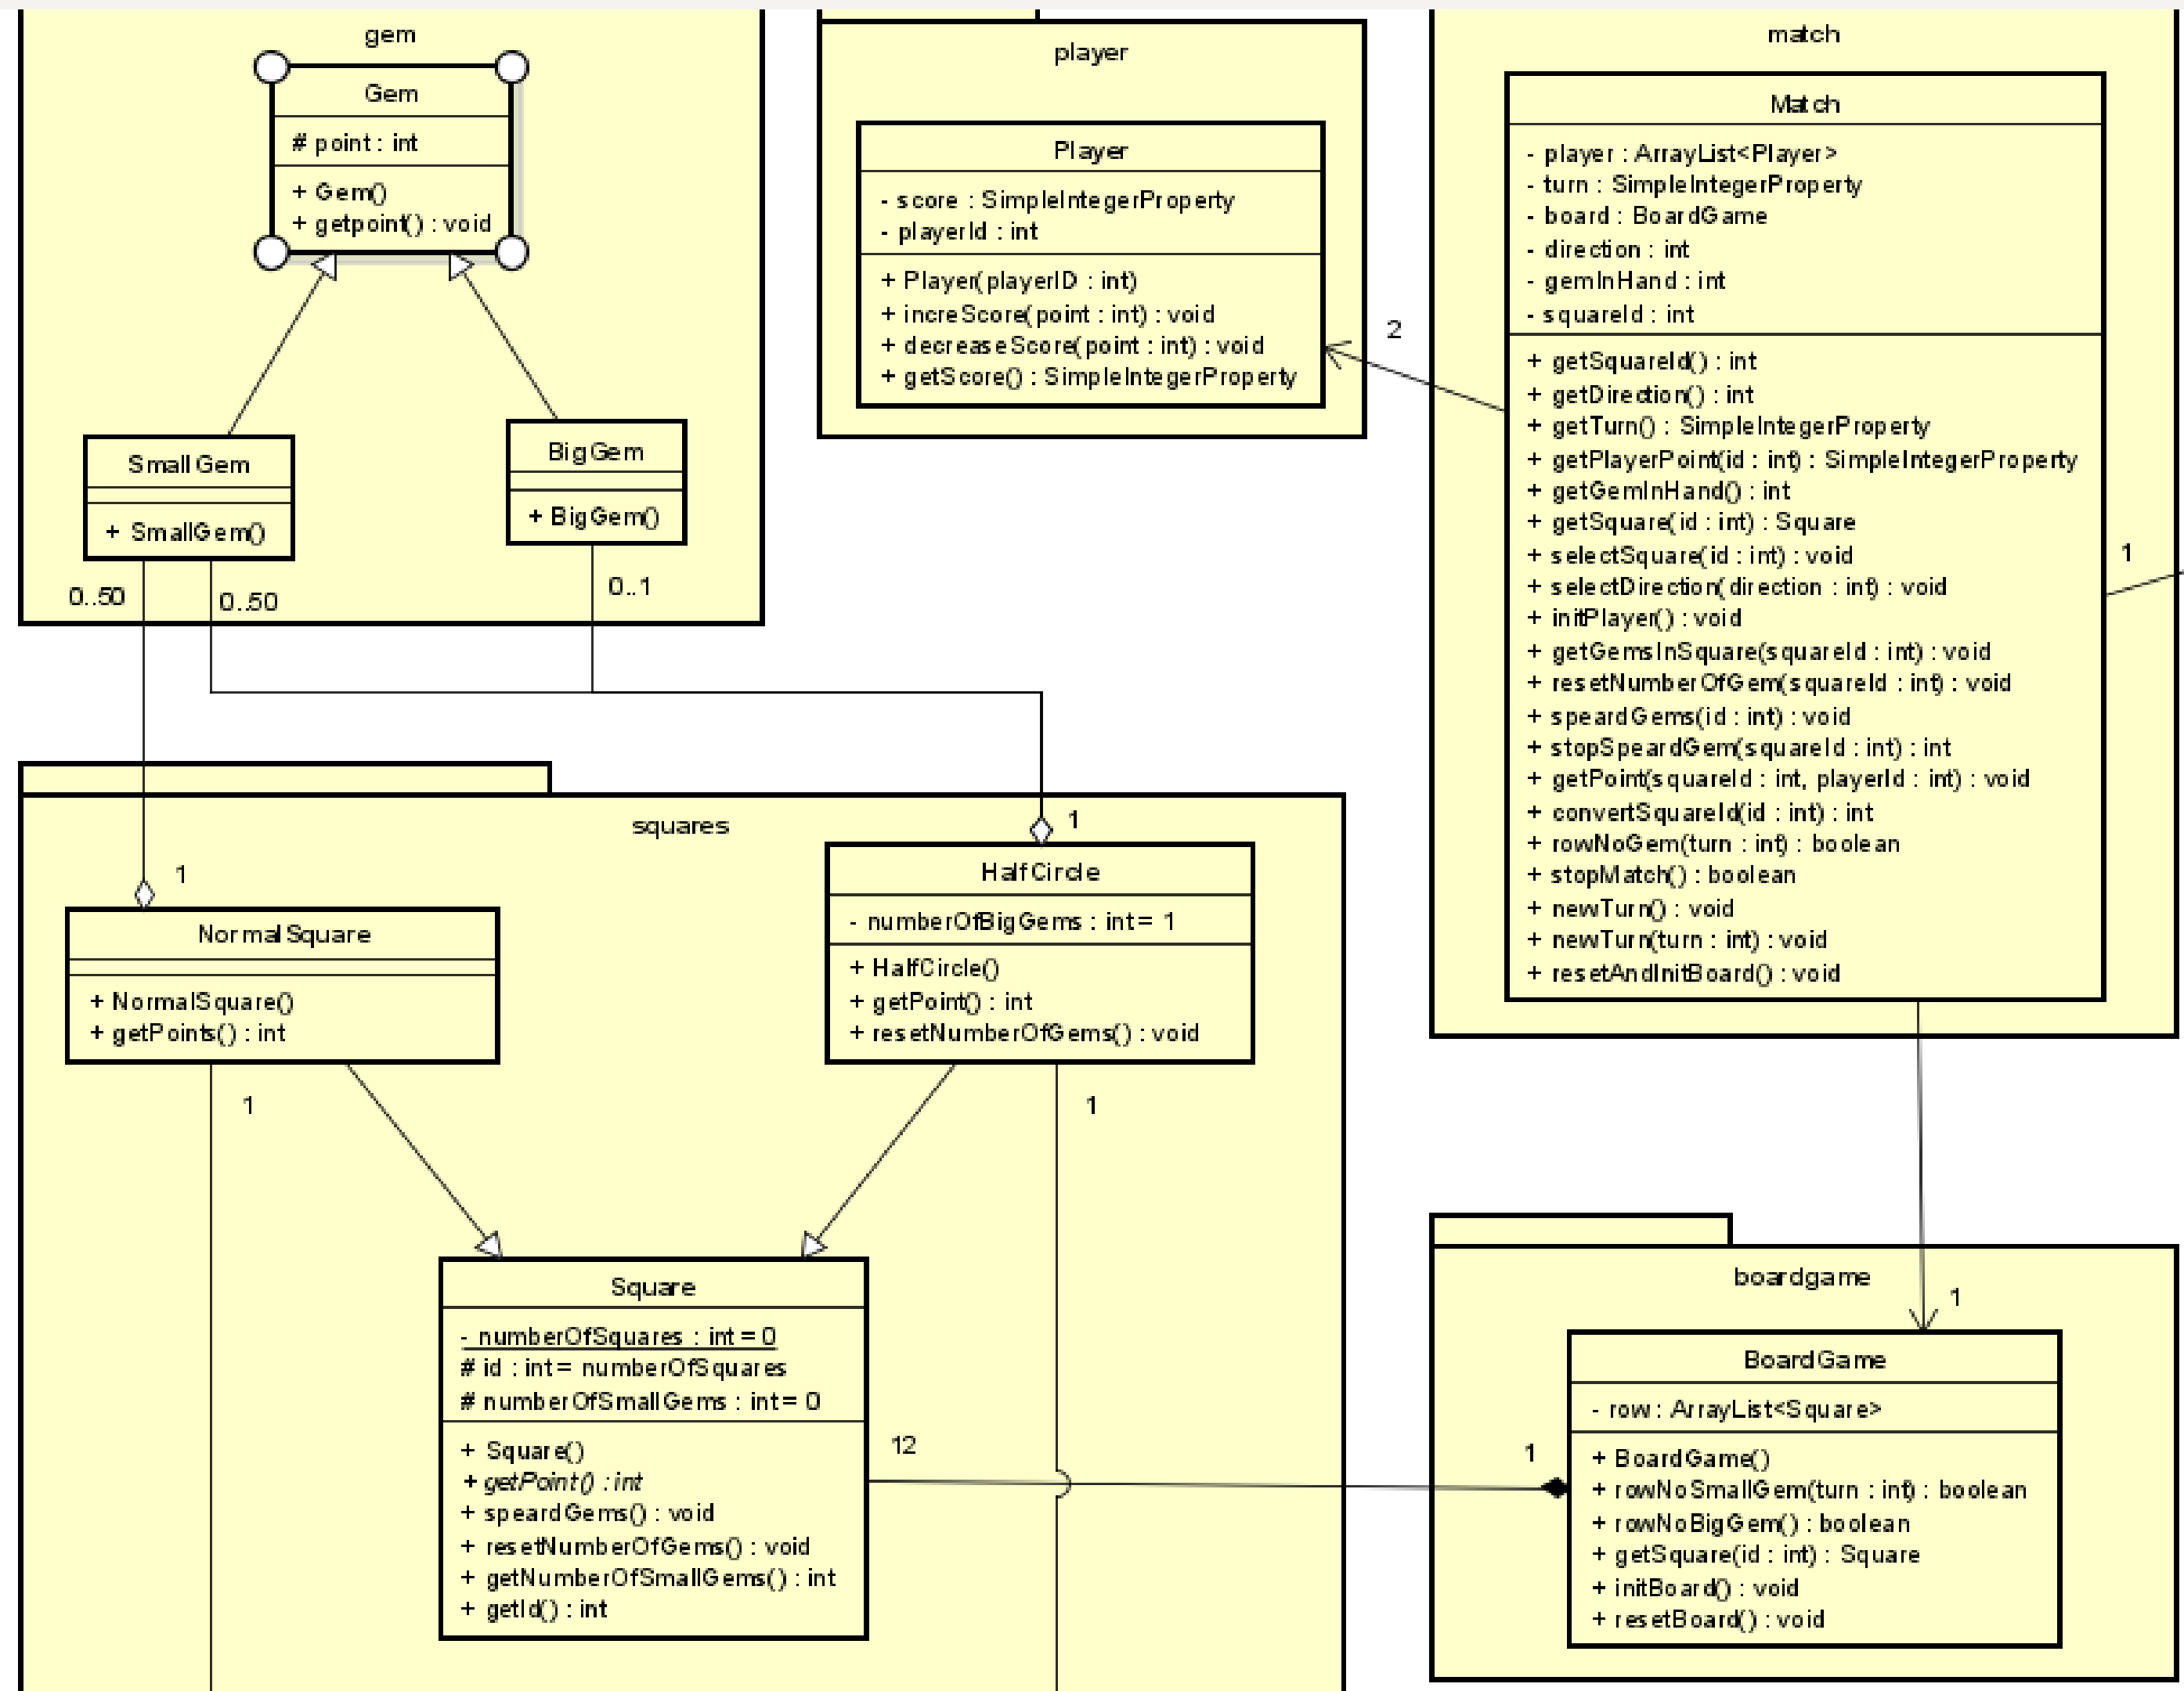 gem
Gem
# point : int
+ Gem()
+ getpoint() : void
SmallGem
+ SmallGem()
BigGem
+ BigGem()
0..50
0..50
0..1
player
Player
- score : SimpleIntegerProperty
- playerId : int
+ Player(playerID : int)
+ increScore(point : int) : void
+ decreaseScore(point : int) : void
+ getScore() : SimpleIntegerProperty
2
match
Match
- player : ArrayList<Player>
- turn : SimpleIntegerProperty
- board : BoardGame
- direction : int
- gemInHand : int
- squareId : int
+ getSquareId() : int
+ getDirection() : int
+ getTurn() : SimpleIntegerProperty
+ getPlayerPoint(id : int) : SimpleIntegerProperty
+ getGemInHand() : int
+ getSquare(id : int) : Square
+ selectSquare(id : int) : void
+ selectDirection(direction : int) : void
+ initPlayer() : void
+ getGemsInSquare(squareId : int) : void
+ resetNumberOfGem(squareId : int) : void
+ speardGems(id : int) : void
+ stopSpeardGem(squareId : int) : int
+ getPoint(squareId : int, playerId : int) : void
+ convertSquareId(id : int) : int
+ rowNoGem(turn : int) : boolean
+ stopMatch() : boolean
+ newTurn() : void
+ newTurn(turn : int) : void
+ resetAndInitBoard() : void
1
squares
1
NormalSquare
+ NormalSquare()
+ getPoints() : int
1
1
HalfCircle
- numberOfBigGems : int = 1
+ HalfCircle()
+ getPoint() : int
+ resetNumberOfGems() : void
1
Square
- numberOfSquares : int = 0
# id : int = numberOfSquares
# numberOfSmallGems : int = 0
+ Square()
+ getPoint() : int
+ speardGems() : void
+ resetNumberOfGems() : void
+ getNumberOfSmallGems() : int
+ getId() : int
12
boardgame
1
1
BoardGame
- row : ArrayList<Square>
+ BoardGame()
+ rowNoSmallGem(turn : int) : boolean
+ rowNoBigGem() : boolean
+ getSquare(id : int) : Square
+ initBoard() : void
+ resetBoard() : void